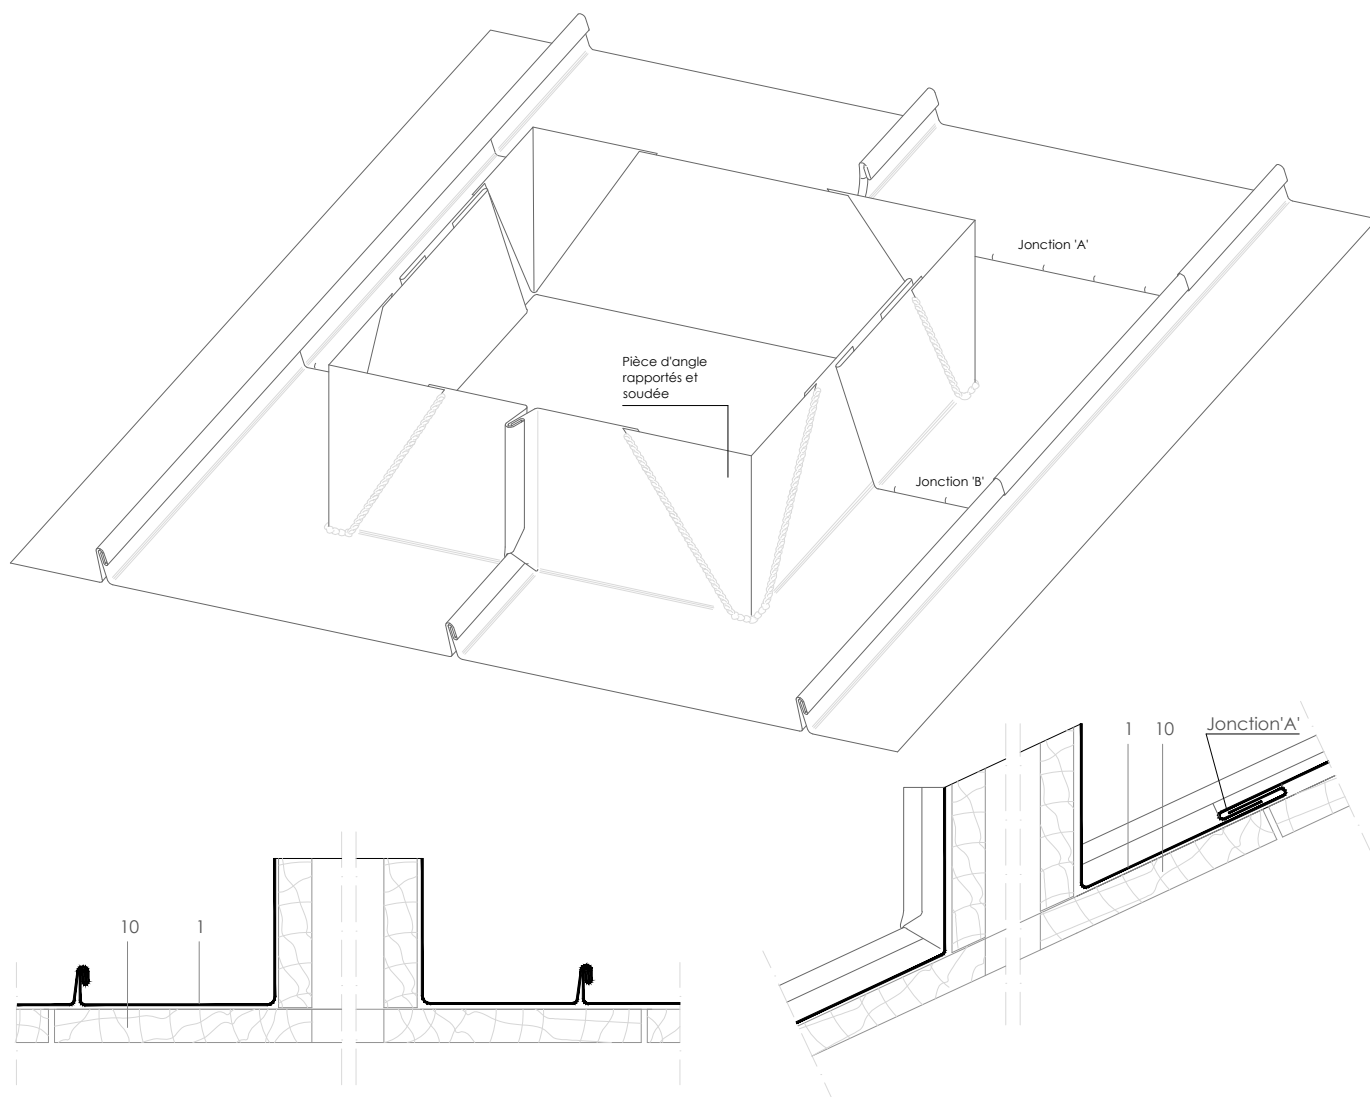 Jonction 'A'
Pièce d'angle
rapportés et
soudée
Jonction 'B'
1
10
Jonction'A'
10
1